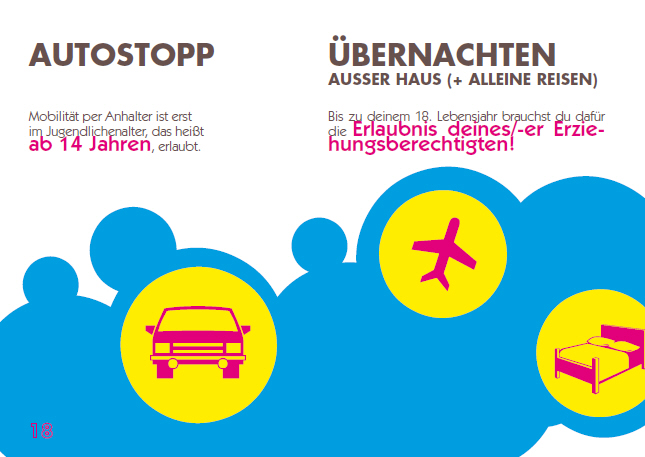 AUTOSTOPP
Mobilität per Anhalter ist erst
im Jugendlichenalter, das heißt
ab 14 Jahren, erlaubt.
ÜBERNACHTEN
AUSSER HAUS (+ ALLEINE REISEN)
Bis zu deinem 18. Lebensjahr brauchst du dafür
die Erlaubnis deines/-er Erzie-
hungsberechtigten!
18